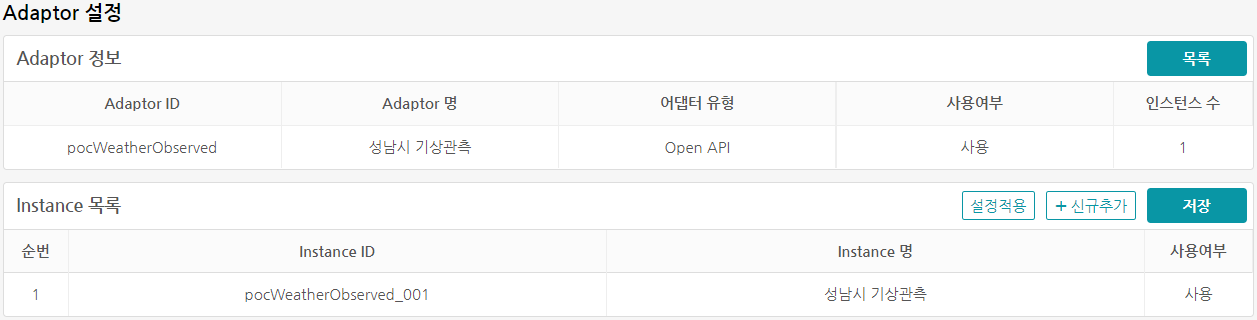 Adaptor 설정
Adaptor 정보 목록
Adaptor ID Adaptor 명 어댑터 유형 사용여부 인스턴스 수
pocWeatherObserved 성남시 기상관측 Open API 사용 1
Instance 목록 설정적용 + 신규추가 저장
순번 Instance ID Instance 명 사용여부
1 pocWeatherObserved_001 성남시 기상관측 사용